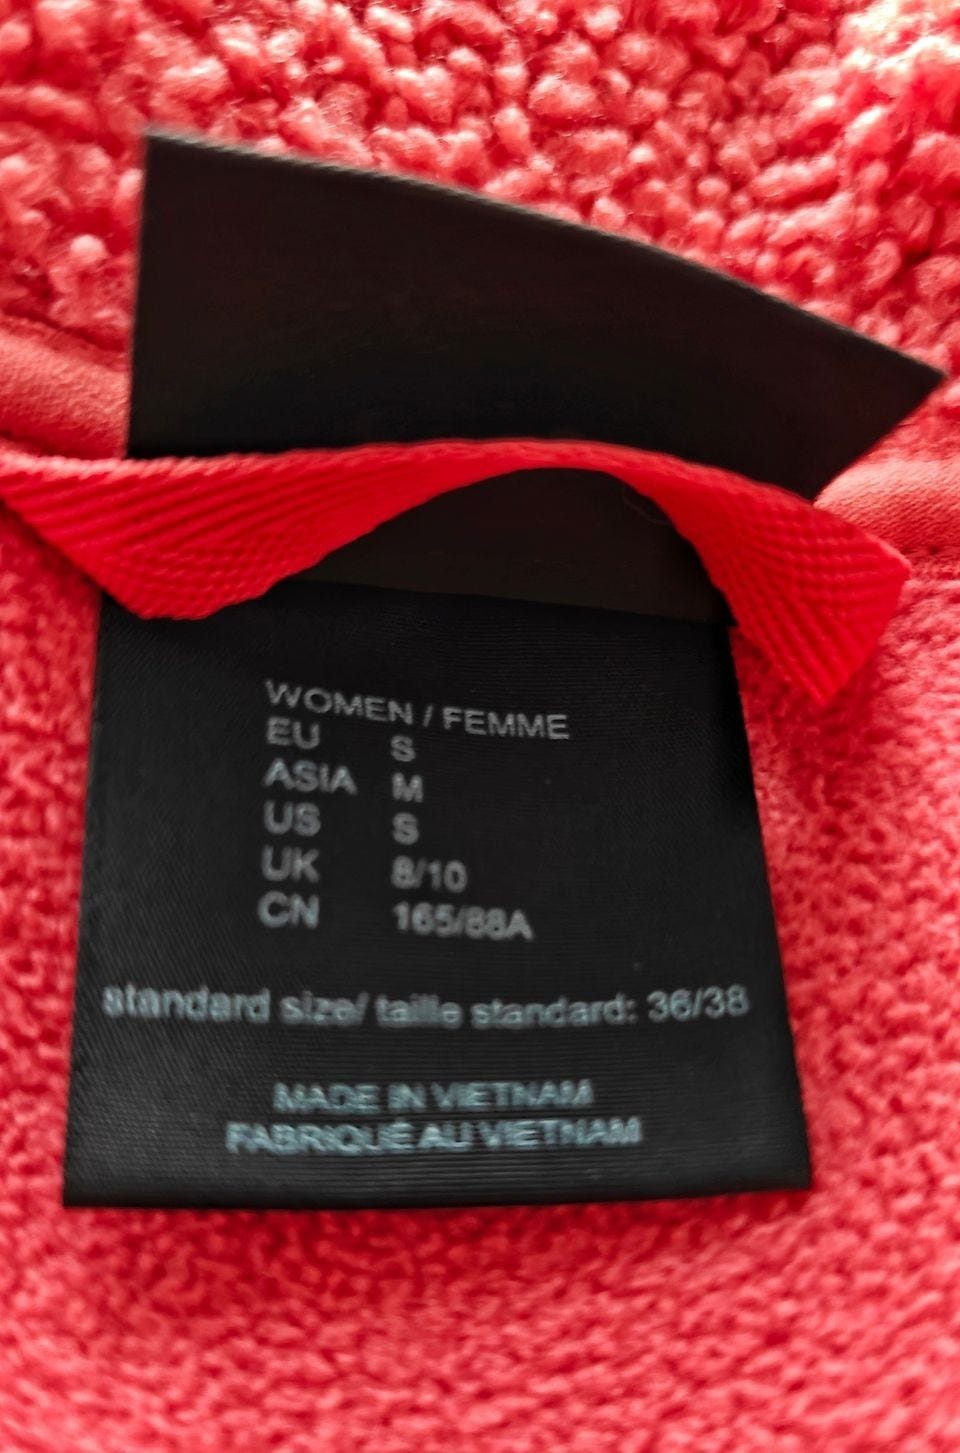 WOMEN / FEMME
EU S
ASIA M
US S
UK 8/10
CN 165/88A
standard size/ taille standard: 36/38
MADE IN VIETNAM
FABRIQUÉ AU VIETNAM